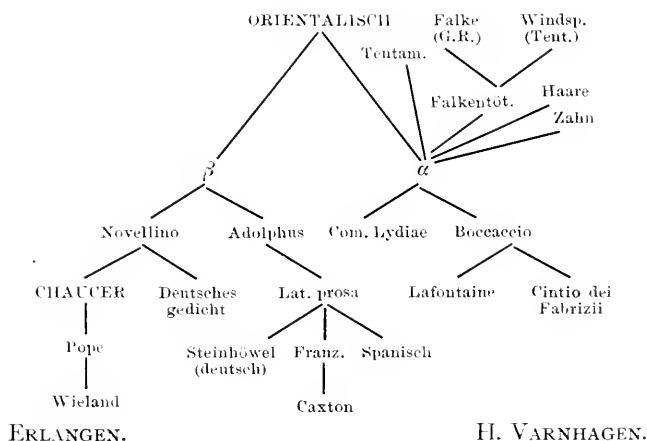 ORIENTALISCH Falke Windsp.
(G.R.) (Tent.)
Tentam.
Falkentöt. Haare
Zahn
β α
Novellino Adolphus Com. Lydiae Boccaccio
CHAUCER Deutsches Lat. prosa Lafontaine Cintio dei
gedicht Fabrizii
Pope Steinhöwel Franz. Spanisch
(deutsch)
Wieland Caxton
ERLANGEN. H. VARNHAGEN.